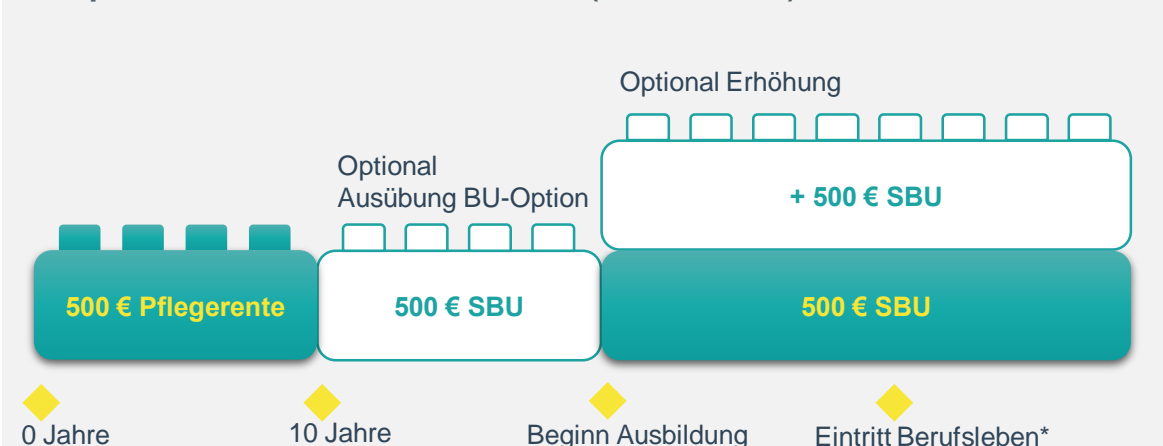 Optional Erhöhung
+ 500 € SBU
Optional
Ausübung BU-Option
500 € Pflegerente
500 € SBU
500 € SBU
0 Jahre
10 Jahre
Beginn Ausbildung
Eintritt Berufsleben*